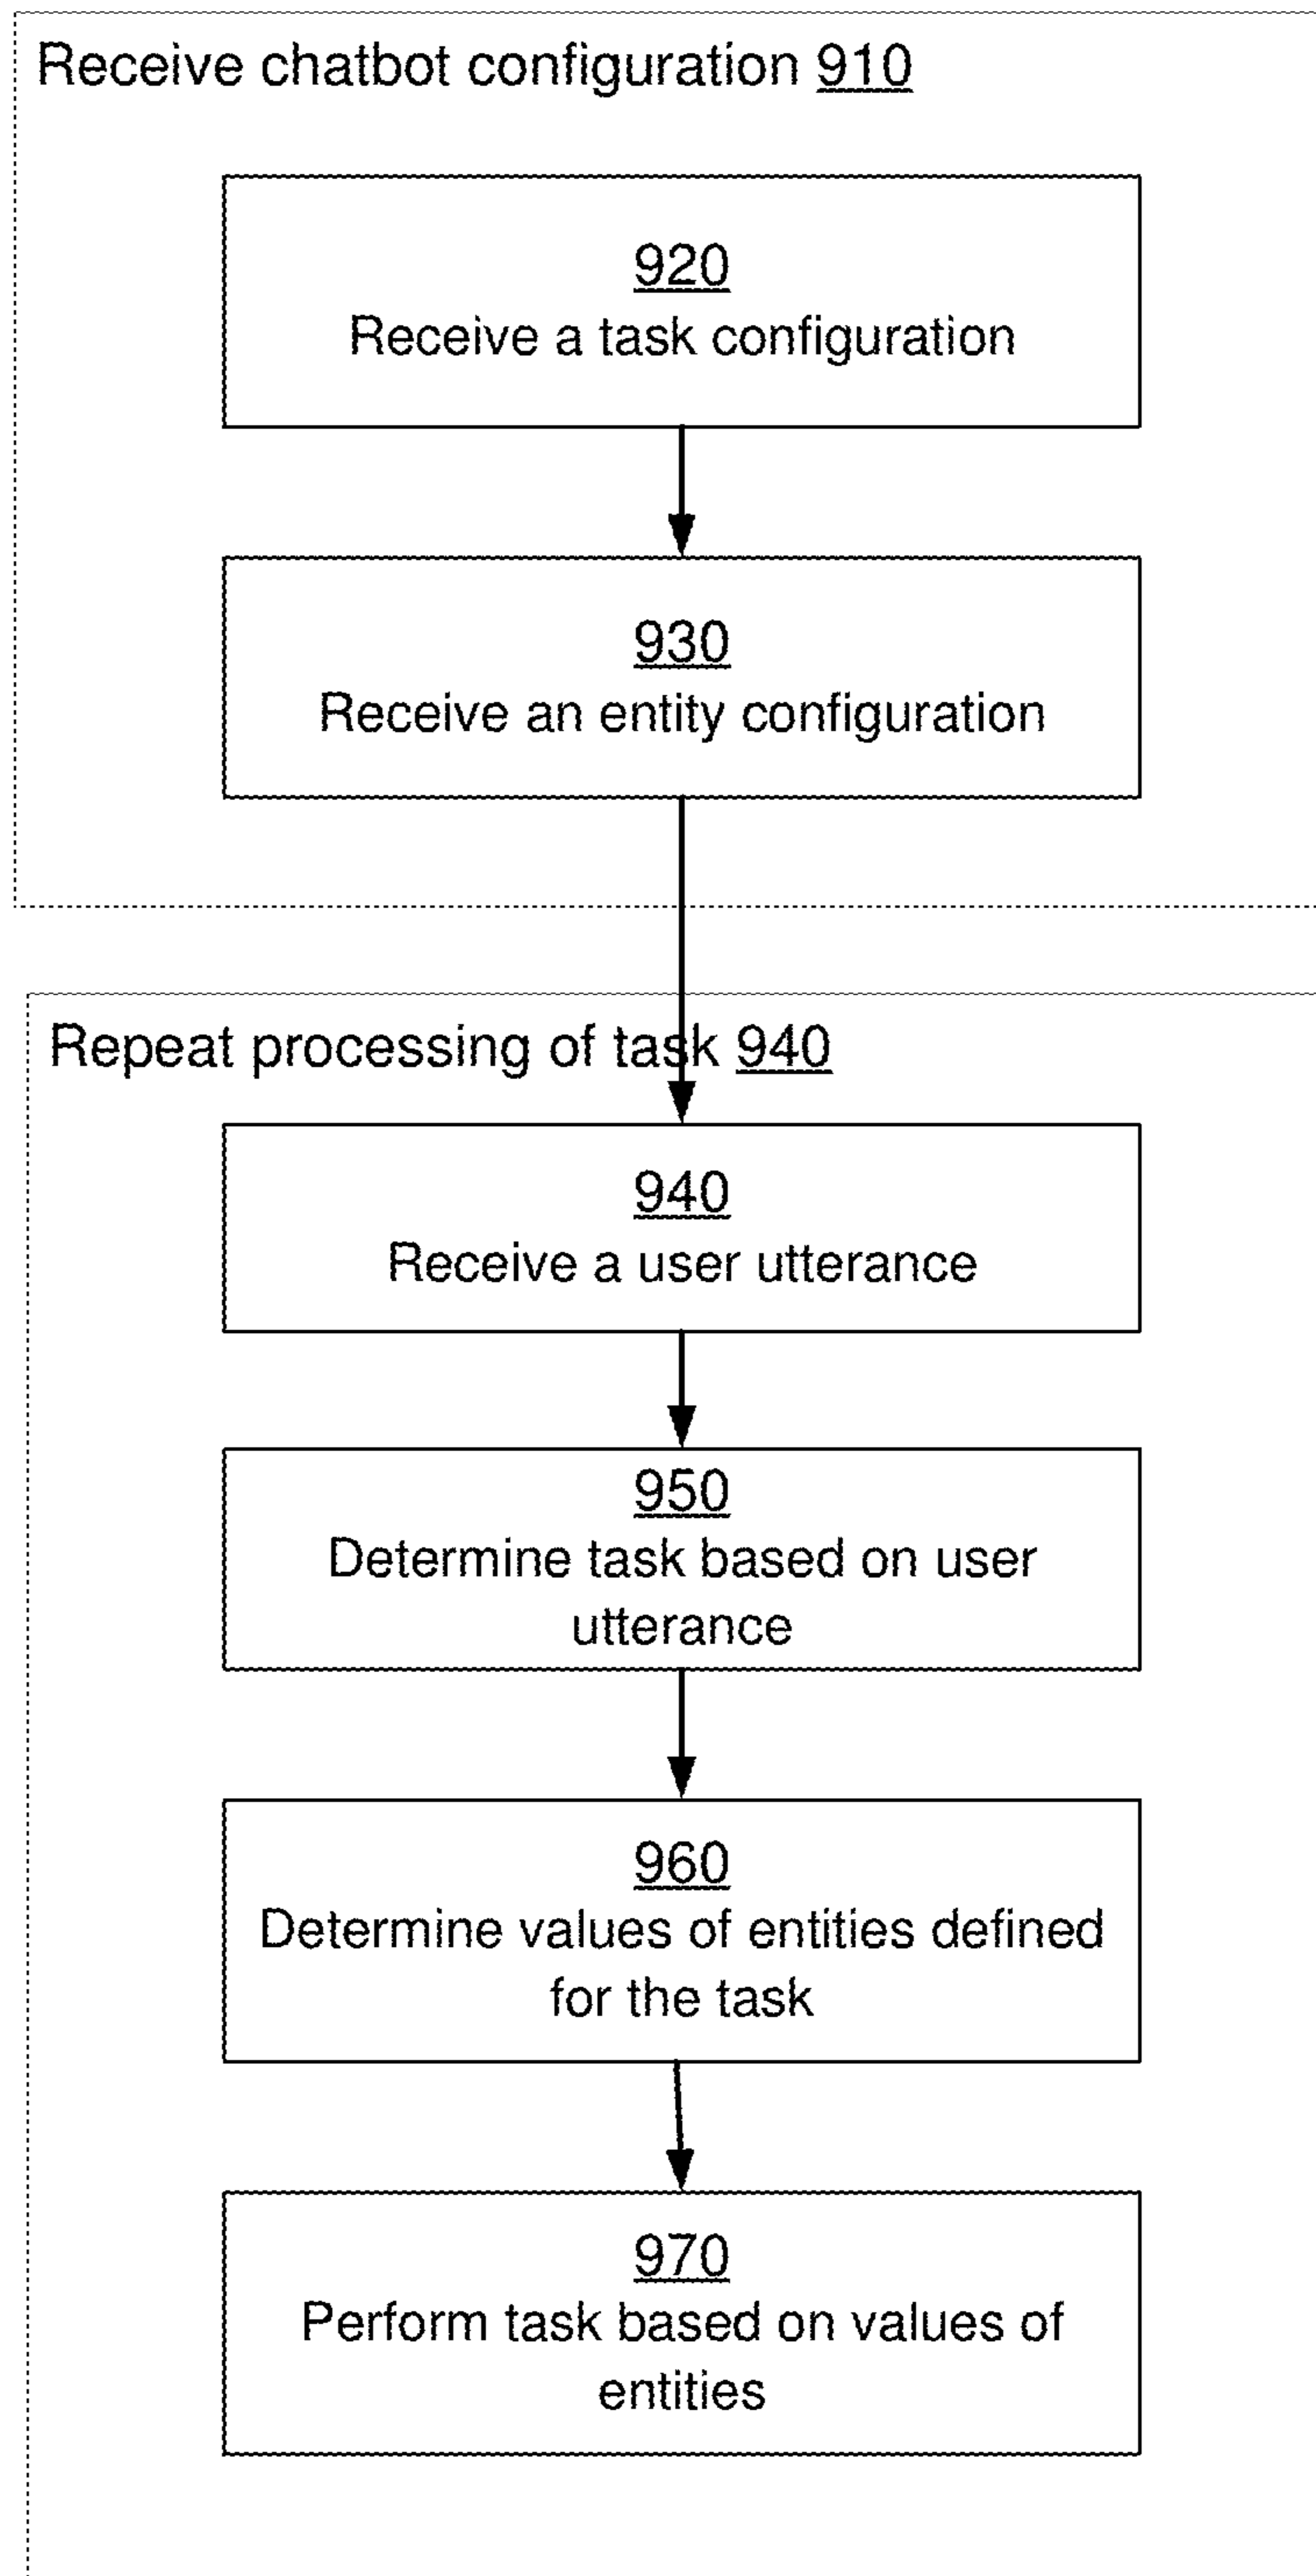 Receive chatbot configuration 910
920
Receive a task configuration
930
Receive an entity configuration
Repeat processing of task 940
940
Receive a user utterance
950
Determine task based on user
utterance
960
Determine values of entities defined
for the task
970
Perform task based on values of
entities